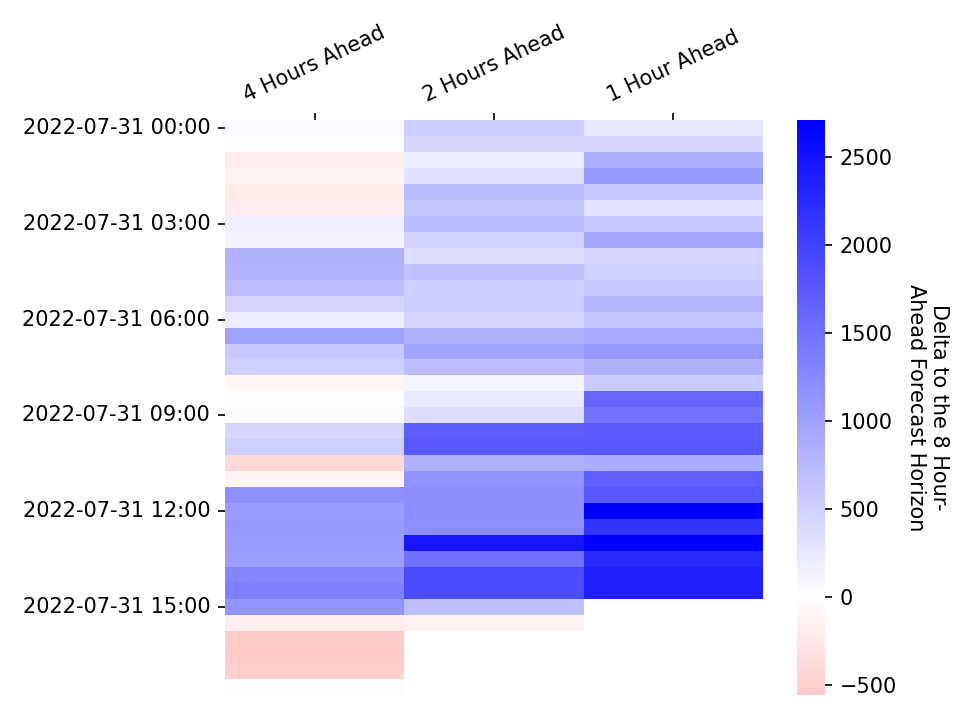 4 Hours Ahead
2 Hours Ahead
1 Hour Ahead
2022-07-31 00:00
2022-07-31 03:00
2022-07-31 06:00
2022-07-31 09:00
2022-07-31 12:00
2022-07-31 15:00
2500
2000
1500
1000
500
0
−500
Delta to the 8 Hour-
Ahead Forecast Horizon